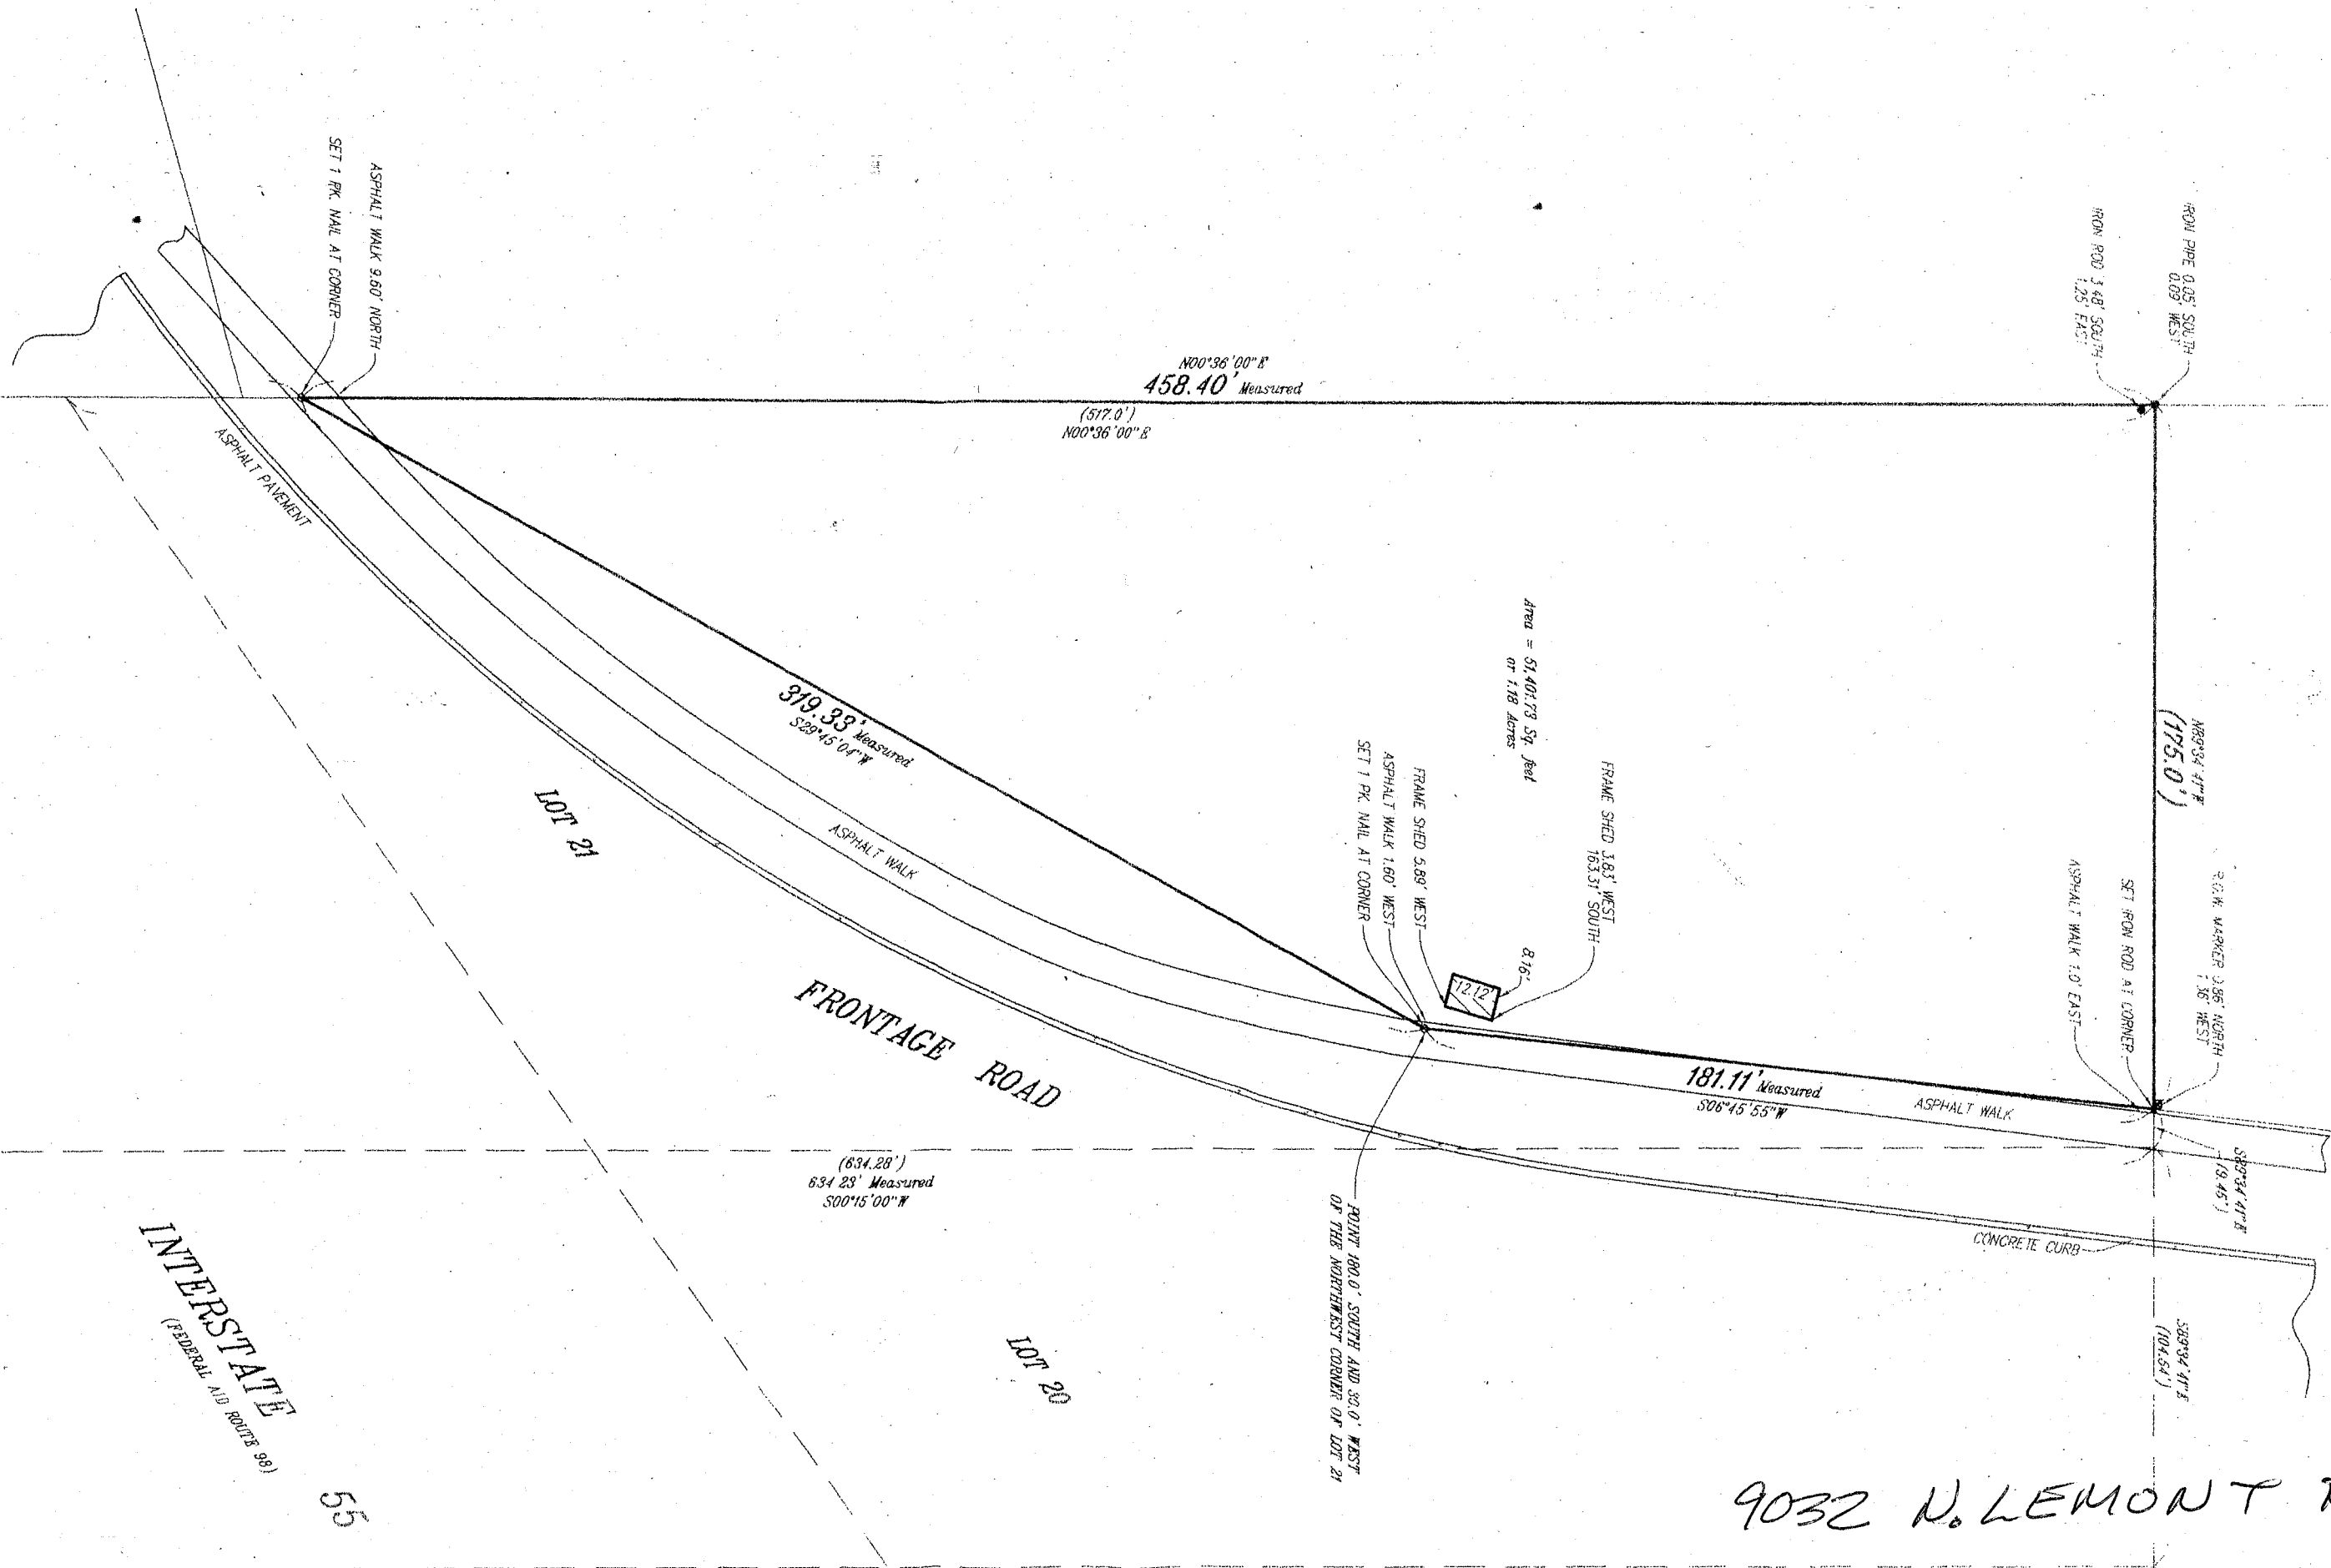 SET 1 P.K. NAIL AT CORNER
ASPHALT WALK 9.60' NORTH
ASPHALT PAVEMENT
N00°36'00"E
458.40' Measured
(517.0')
N00°36'00"E
IRON ROD 3.48' SOUTH
1.25' EAST
IRON PIPE 0.05' SOUTH
0.09' WEST
319.33' Measured
S29°45'04"W
LOT 21
ASPHALT WALK
FRONTAGE ROAD
Area = 51,401.73 Sq. feet
or 1.18 Acres
SET 1 PK. NAIL AT CORNER
ASPHALT WALK 1.60' WEST
FRAME SHED 5.89' WEST
FRAME SHED 3.83' WEST
163.31' SOUTH
8.16'
12.12'
N89°34'41"W
(175.0')
ASPHALT WALK 1.0' EAST
SET IRON ROD AT CORNER
R.O.W. MARKER 0.86' NORTH
1.36' WEST
181.11' Measured
S06°45'55"W
ASPHALT WALK
S89°34'41"E
(9.45')
CONCRETE CURB
(634.28')
634.23' Measured
S00°15'00"W
POINT 180.0' SOUTH AND 30.0' WEST
OF THE NORTHWEST CORNER OF LOT 21
S89°34'41"E
(104.54')
INTERSTATE
(FEDERAL AID ROUTE 98)
55
LOT 20
9032 N. LEMONT